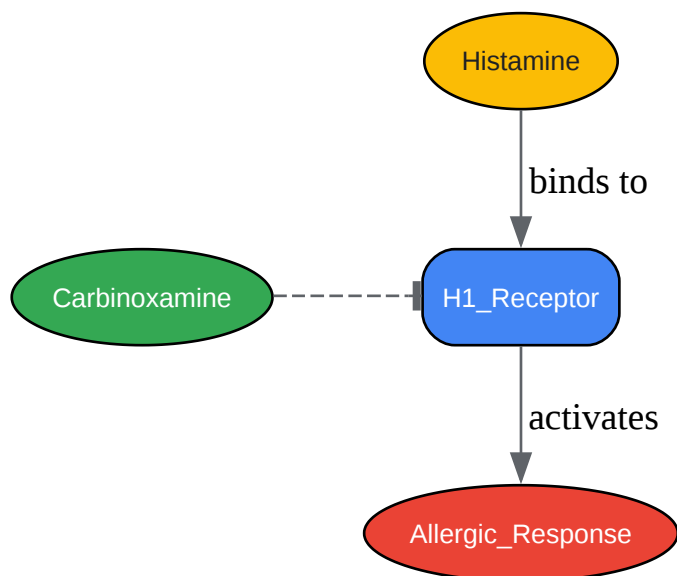 Histamine
binds to
Carbinoxamine
H1_Receptor
activates
Allergic_Response